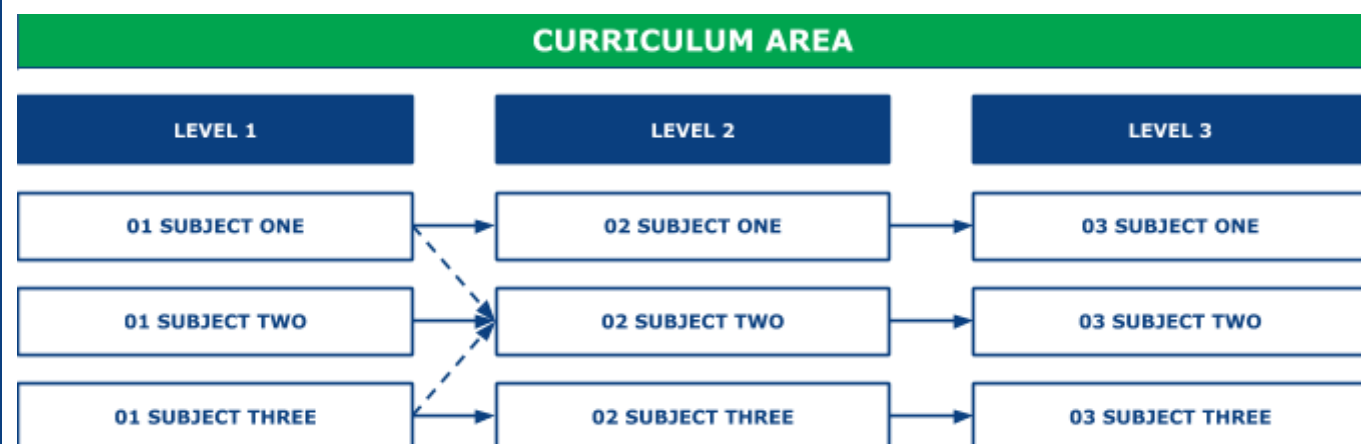 CURRICULUM AREA
LEVEL 1
LEVEL 2
LEVEL 3
01 SUBJECT ONE
02 SUBJECT ONE
03 SUBJECT ONE
01 SUBJECT TWO
02 SUBJECT TWO
03 SUBJECT TWO
01 SUBJECT THREE
02 SUBJECT THREE
03 SUBJECT THREE